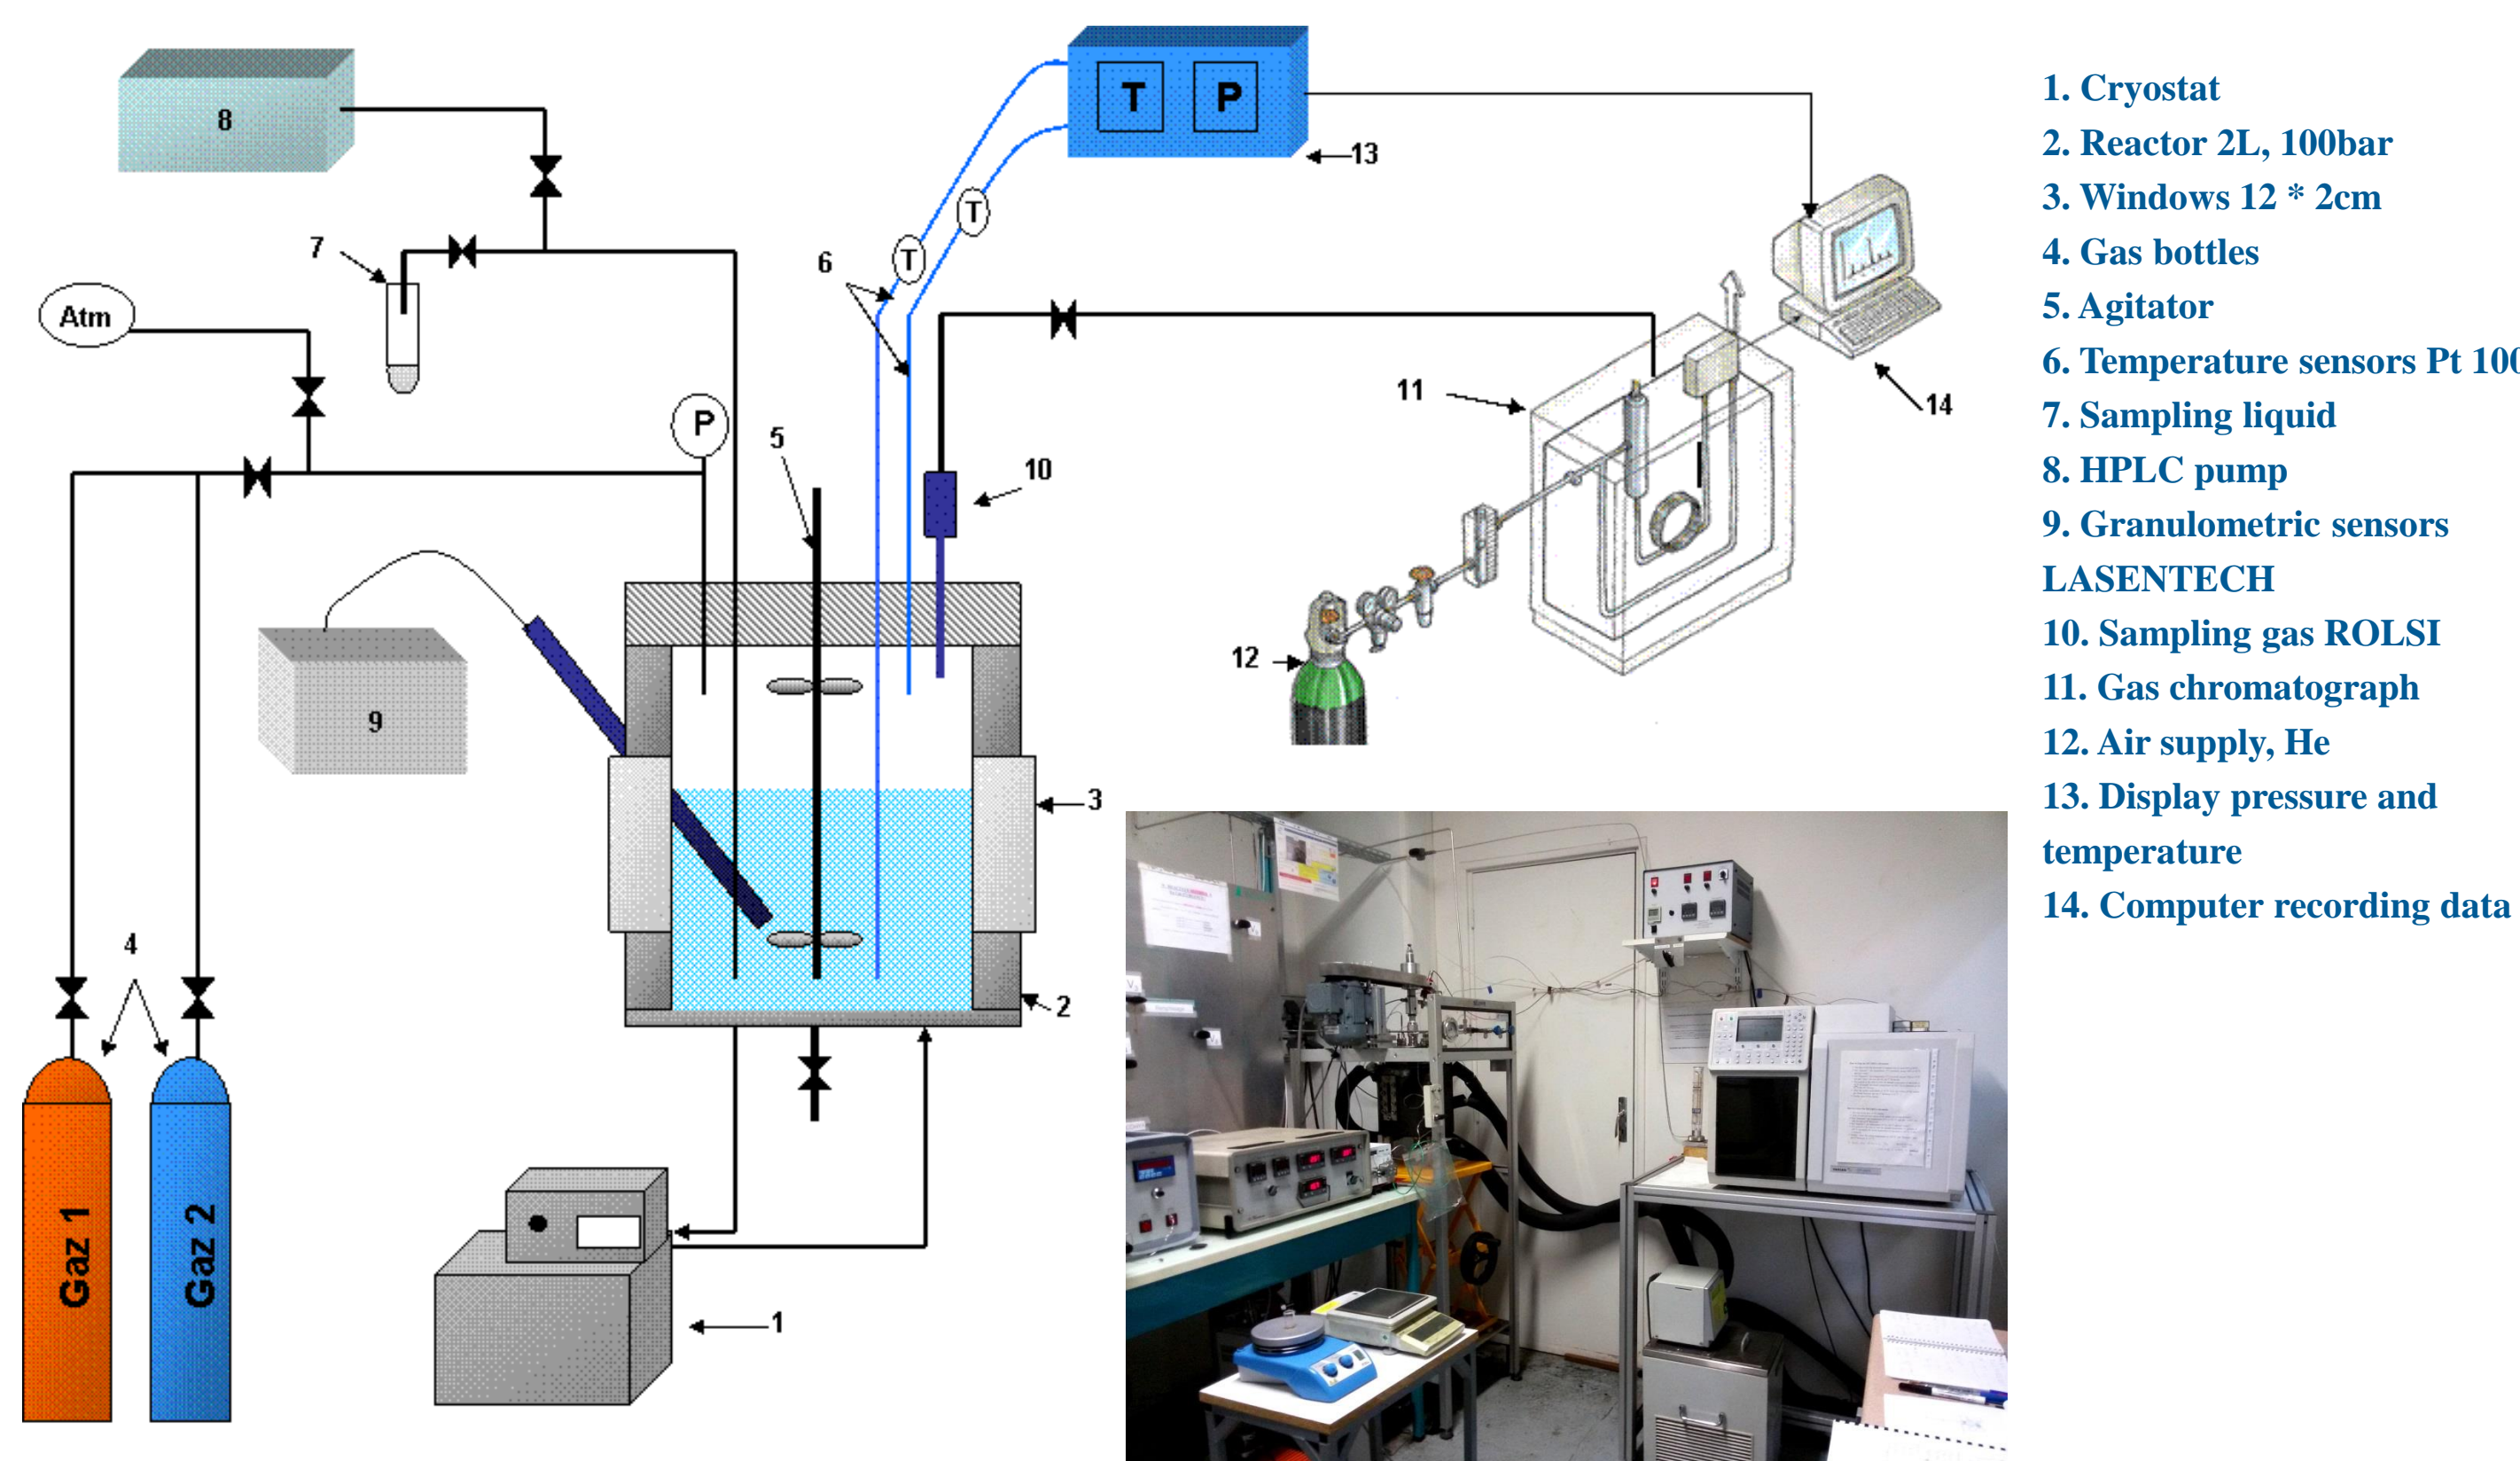 8
T P
13
7
6
T
T
Atm
P
5
10
11
14
12
9
3
4
2
Gaz 1
Gaz 2
1
1. Cryostat
2. Reactor 2L, 100bar
3. Windows 12 * 2cm
4. Gas bottles
5. Agitator
6. Temperature sensors Pt 100
7. Sampling liquid
8. HPLC pump
9. Granulometric sensors
LASENTECH
10. Sampling gas ROLSI
11. Gas chromatograph
12. Air supply, He
13. Display pressure and
temperature
14. Computer recording data